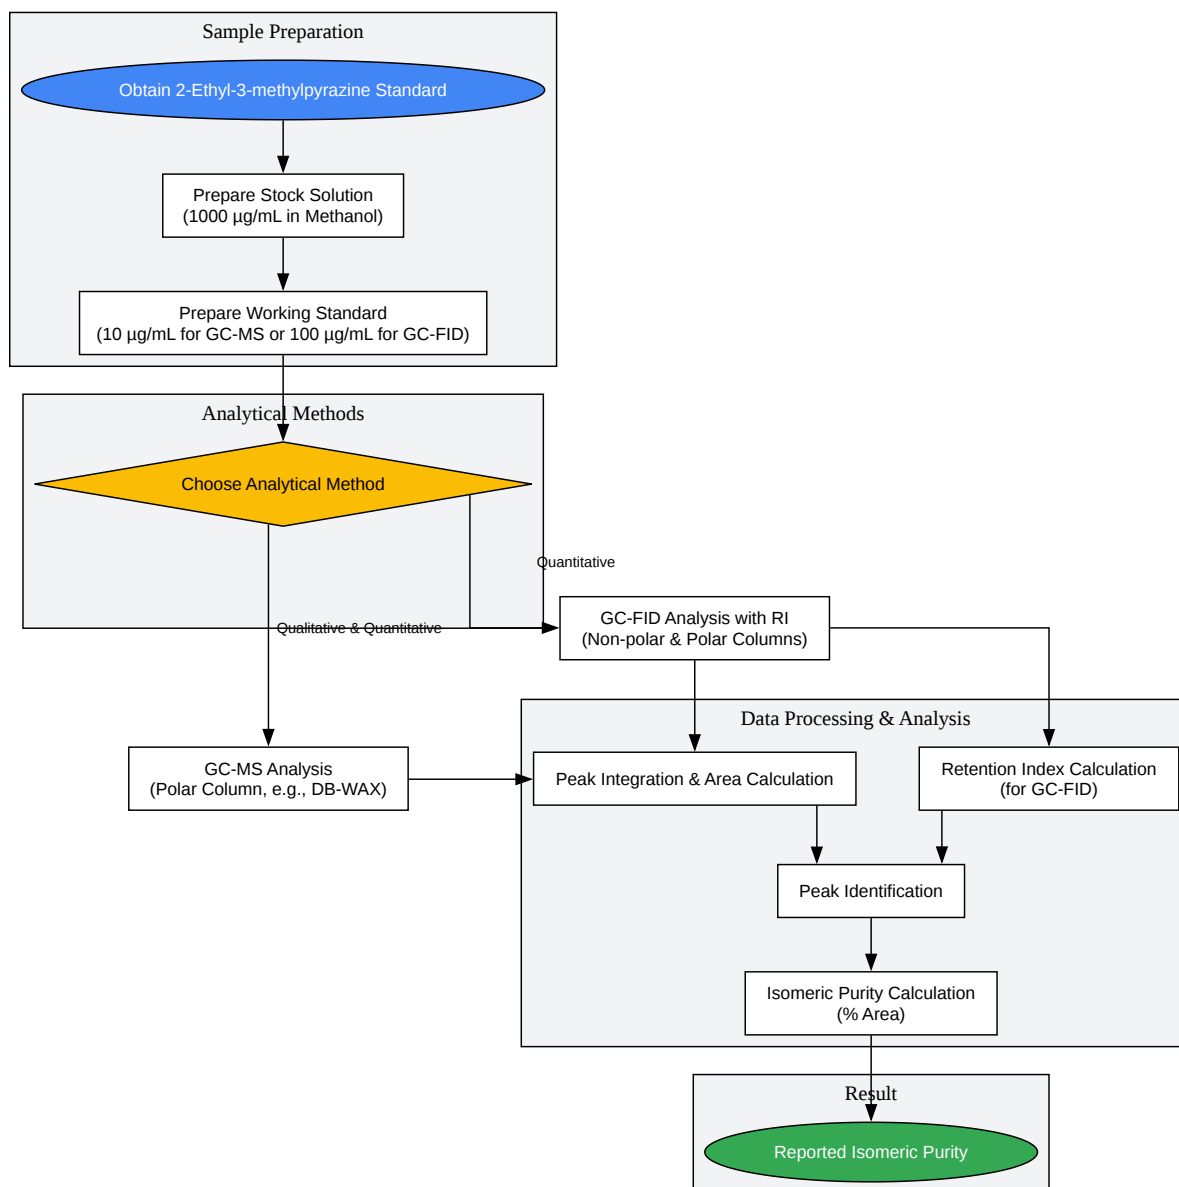 Sample Preparation
Obtain 2-Ethyl-3-methylpyrazine Standard
Prepare Stock Solution
(1000 µg/mL in Methanol)
Prepare Working Standard
(10 µg/mL for GC-MS or 100 µg/mL for GC-FID)
Analytical Methods
Choose Analytical Method
Quantitative
Qualitative & Quantitative
GC-FID Analysis with RI
(Non-polar & Polar Columns)
Data Processing & Analysis
GC-MS Analysis
(Polar Column, e.g., DB-WAX)
Peak Integration & Area Calculation
Retention Index Calculation
(for GC-FID)
Peak Identification
Isomeric Purity Calculation
(% Area)
Result
Reported Isomeric Purity